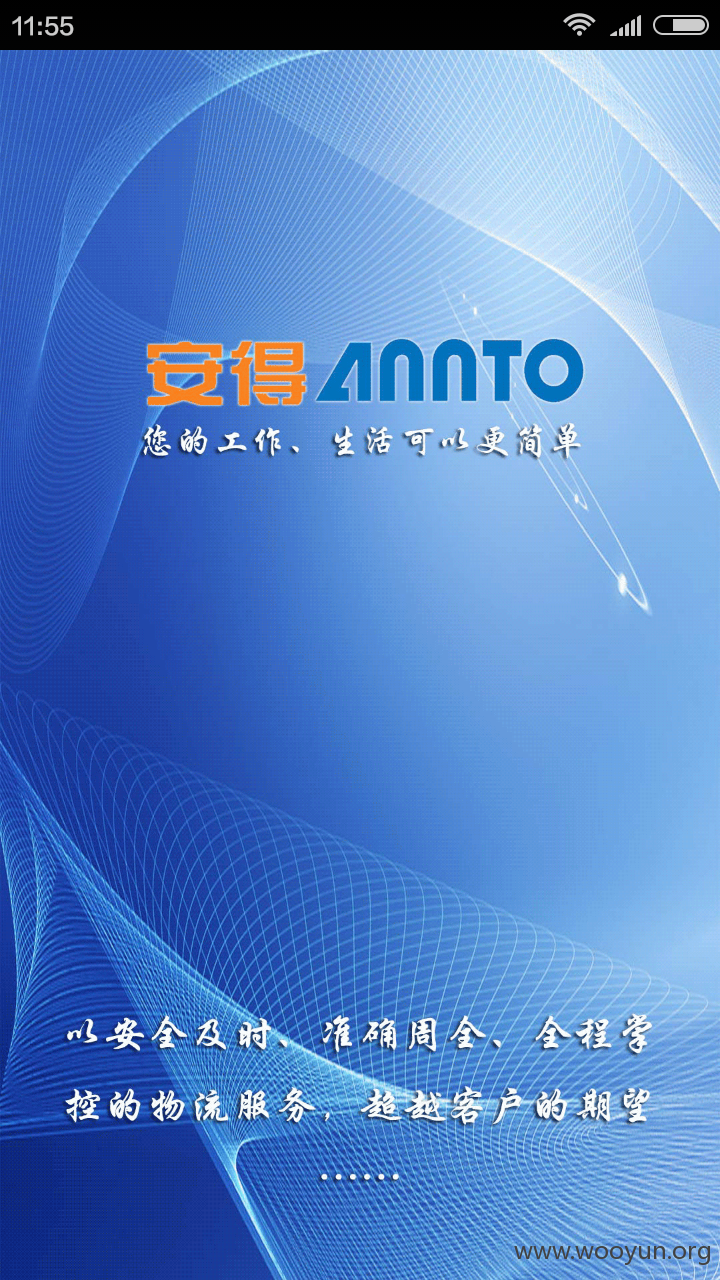 11:55
安得 ANNTO
您的工作、生活可以更简单
以安全及时、准确周全、全程掌
控的物流服务，超越客户的期望
······
www.wooyun.org